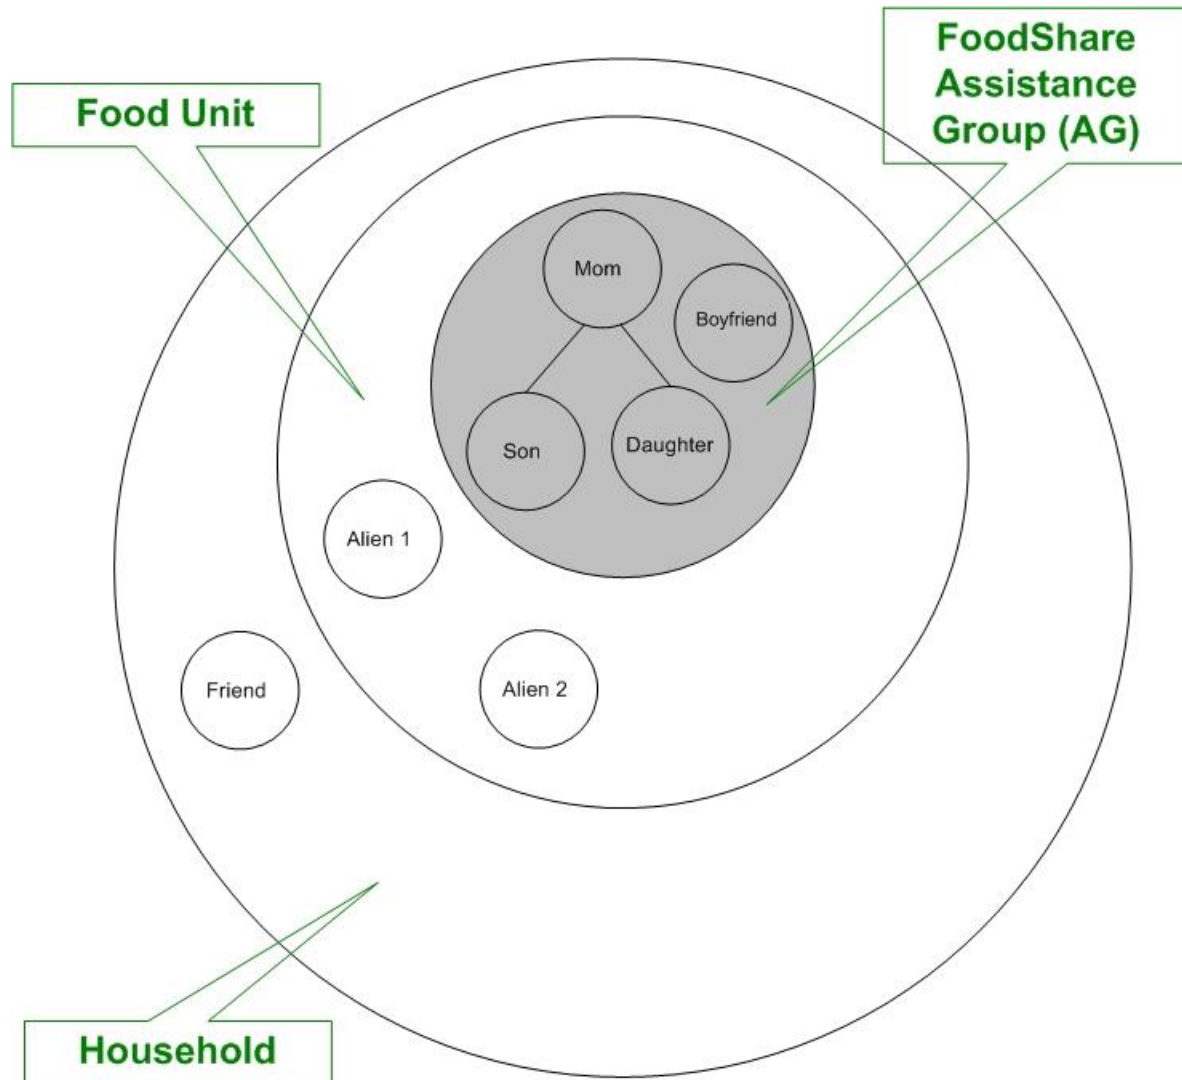 FoodShare
Assistance
Group (AG)
Food Unit
Mom
Boyfriend
Son
Daughter
Alien 1
Friend
Alien 2
Household